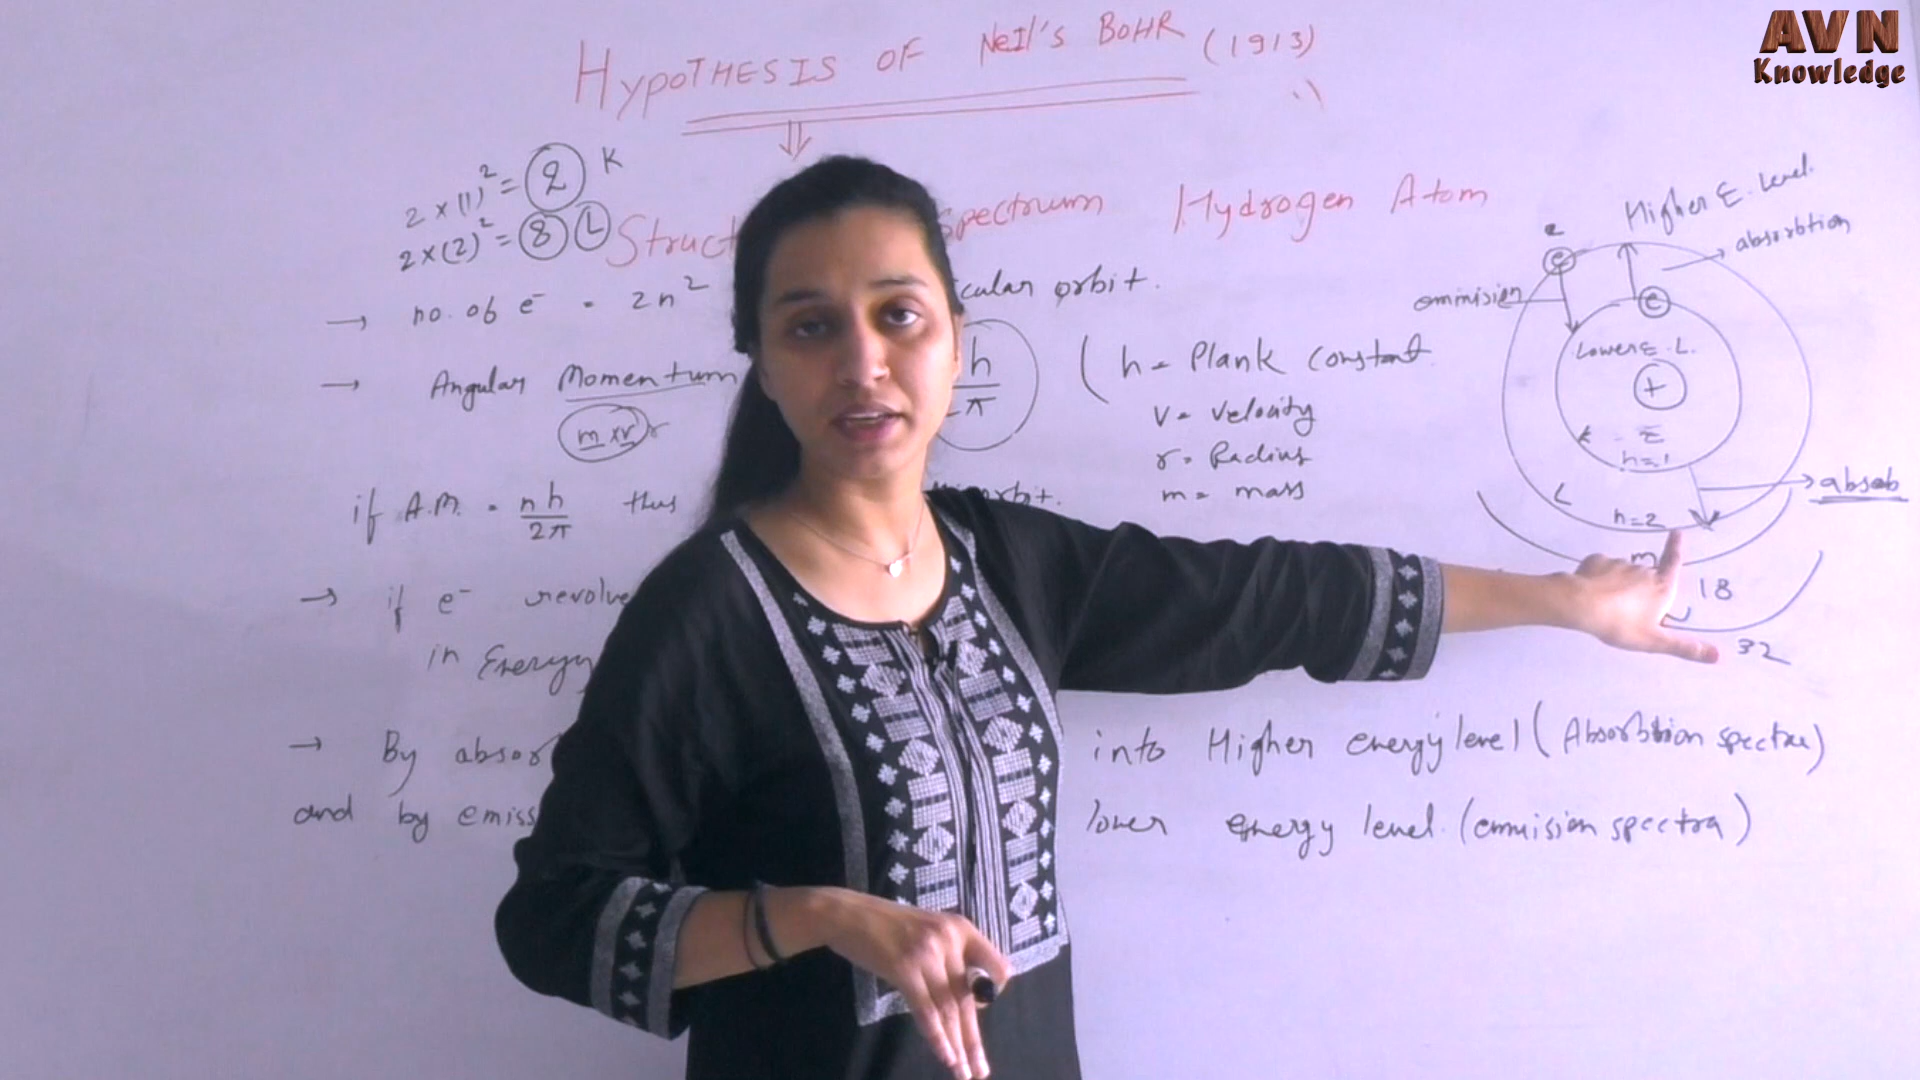 AVN
Knowledge
HYPOTHESIS OF NeIl's BOHR (1913)
2 × (1)² = 2 K
2 × (2)² = 8 L
Struct spectrum Hydrogen Atom
→ no. of e⁻ = 2n² cular orbit.
→ Angular Momentum h
m×v r π
( h = Plank constant
v = velocity
r = Radius
m = mass
if A.M. = nh/2π thus orbit.
→ if e⁻ revolve
in Energy
→ By absor into Higher energy level (Absorbtion spectra)
and by emiss lower energy level. (emmision spectra)
Higher E. Level.
absorbtion
e
e
e
emmision
Lower E. L.
+
K E
n=1
L
n=2
absob
m
18
32